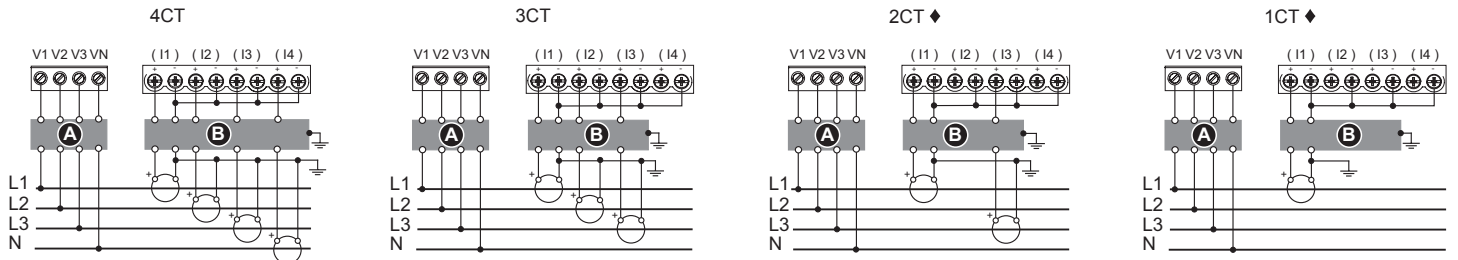 4CT 3CT 2CT ♦ 1CT ♦
V1 V2 V3 VN ( I1 ) ( I2 ) ( I3 ) ( I4 ) V1 V2 V3 VN ( I1 ) ( I2 ) ( I3 ) ( I4 ) V1 V2 V3 VN ( I1 ) ( I2 ) ( I3 ) ( I4 ) V1 V2 V3 VN ( I1 ) ( I2 ) ( I3 ) ( I4 )
+ - + - + - + - + - + - + - + - + - + - + - + - + - + - + - + -
A B A B A B A B
+ + + +
L1 L1 L1 L1
+ +
L2 L2 L2 L2
+ + +
L3 L3 L3 L3
+
N N N N